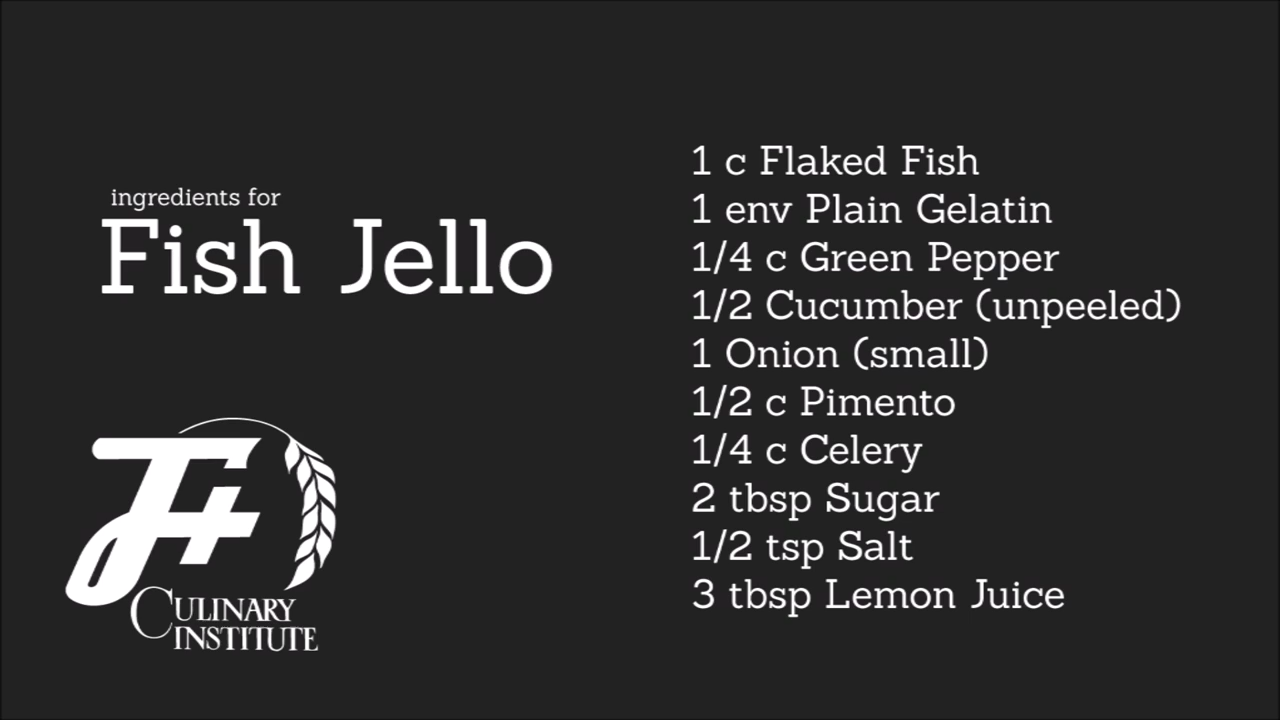 ingredients for
Fish Jello
1 c Flaked Fish
1 env Plain Gelatin
1/4 c Green Pepper
1/2 Cucumber (unpeeled)
1 Onion (small)
1/2 c Pimento
1/4 c Celery
2 tbsp Sugar
1/2 tsp Salt
3 tbsp Lemon Juice
CULINARY
INSTITUTE